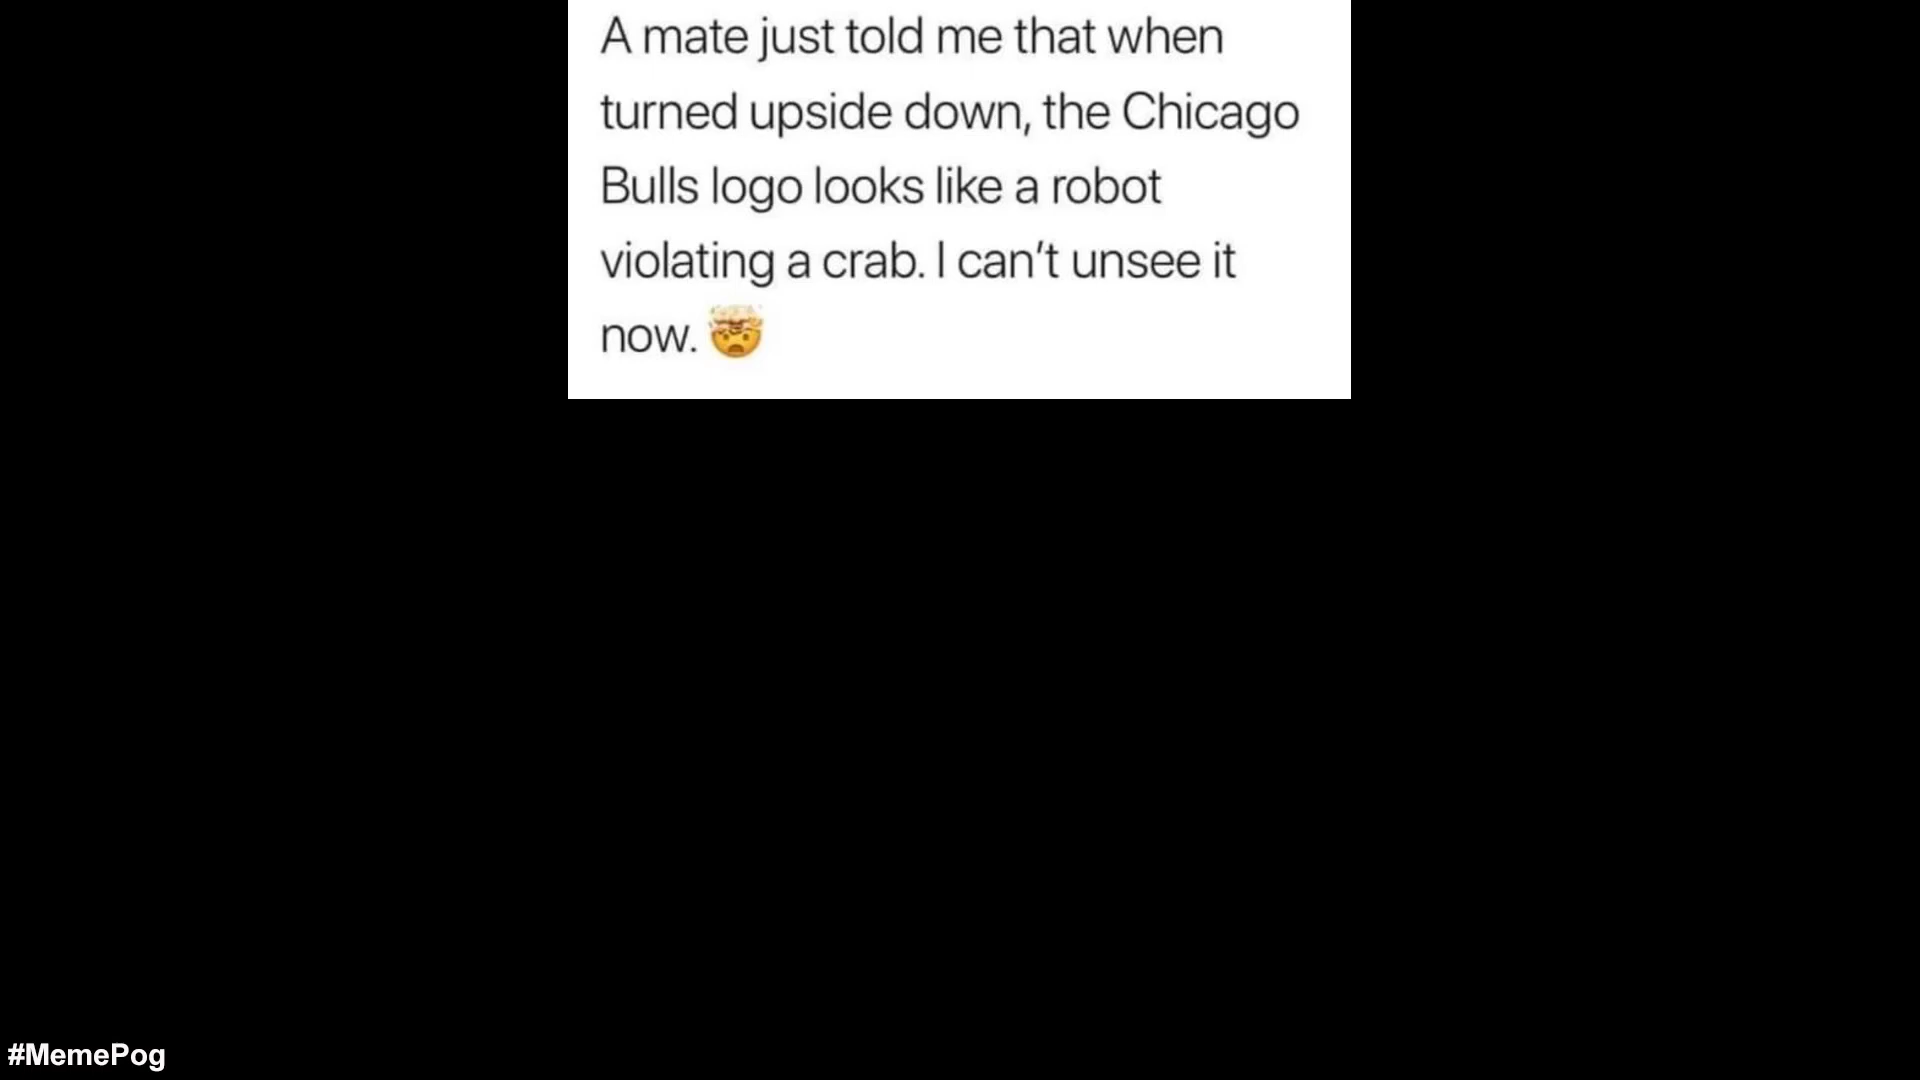 A mate just told me that when
turned upside down, the Chicago
Bulls logo looks like a robot
violating a crab. I can’t unsee it
now. 🤯
#MemePog